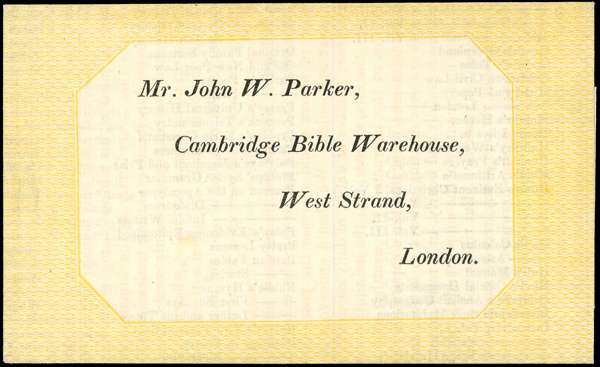 Mr. John W. Parker,
Cambridge Bible Warehouse,
West Strand,
London.